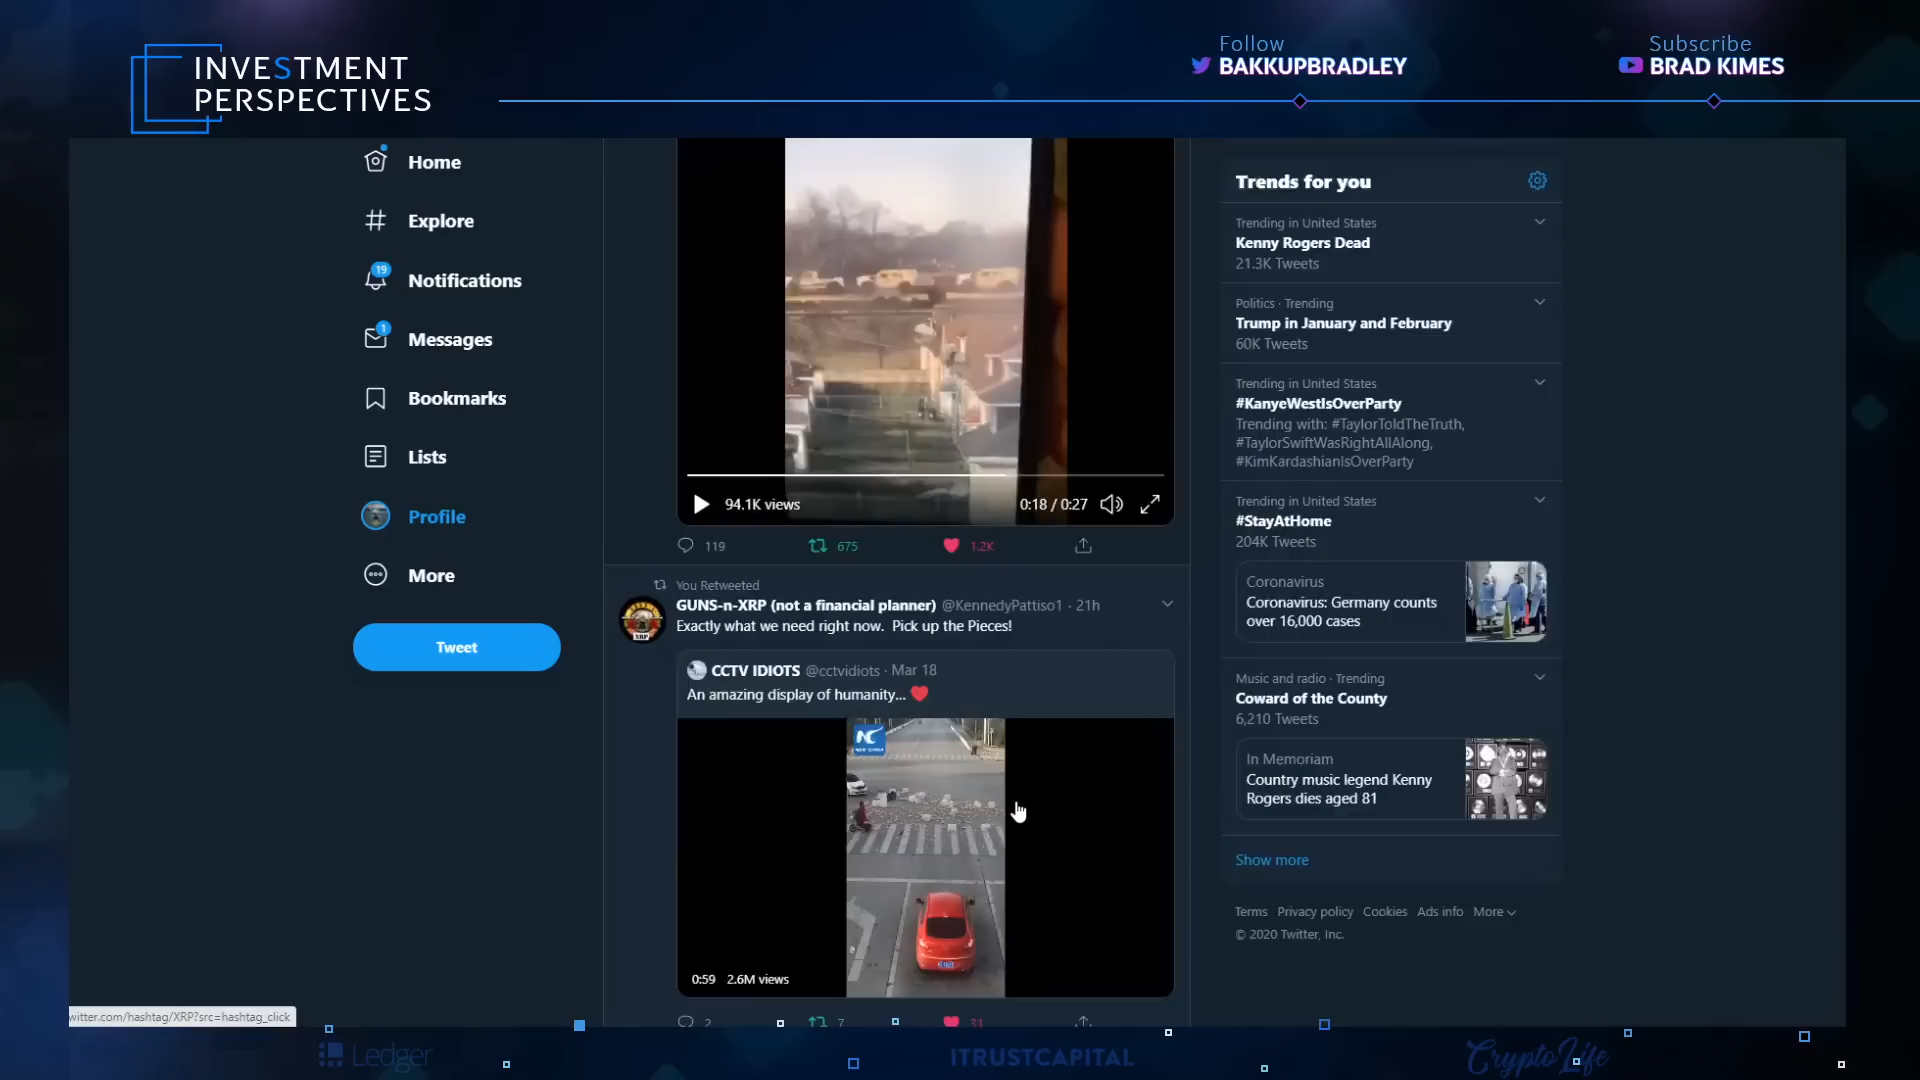 INVESTMENT
PERSPECTIVES
Follow
BAKKUPBRADLEY
Subscribe
BRAD KIMES
Home
Explore
19
Notifications
1
Messages
Bookmarks
Lists
Profile
More
Tweet
94.1K views
0:18 / 0:27
119
675
1.2K
You Retweeted
GUNS-n-XRP (not a financial planner) @KennedyPattiso1 · 21h
Exactly what we need right now. Pick up the Pieces!
CCTV IDIOTS @cctvidiots · Mar 18
An amazing display of humanity... ❤
0:59 2.6M views
2
7
31
Trends for you
Trending in United States
Kenny Rogers Dead
21.3K Tweets
Politics · Trending
Trump in January and February
60K Tweets
Trending in United States
#KanyeWestIsOverParty
Trending with: #TaylorToldTheTruth,
#TaylorSwiftWasRightAllAlong,
#KimKardashianIsOverParty
Trending in United States
#StayAtHome
204K Tweets
Coronavirus
Coronavirus: Germany counts
over 16,000 cases
Music and radio · Trending
Coward of the County
6,210 Tweets
In Memoriam
Country music legend Kenny
Rogers dies aged 81
Show more
Terms Privacy policy Cookies Ads info More
© 2020 Twitter, Inc.
witter.com/hashtag/XRP?src=hashtag_click
Ledger
ITRUSTCAPITAL
CryptoLife